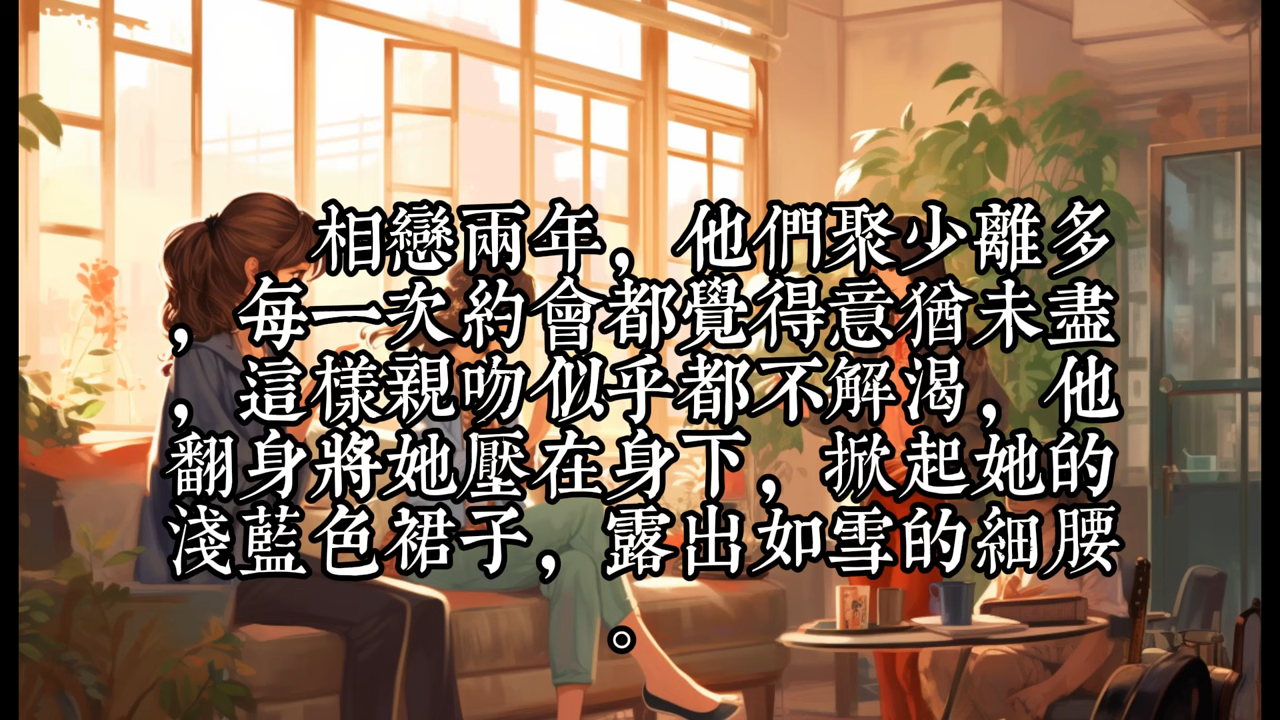 相戀兩年，他們聚少離多
，每一次約會都覺得意猶未盡
，這樣親吻似乎都不解渴，他
翻身將她壓在身下，掀起她的
淺藍色裙子，露出如雪的細腰
。